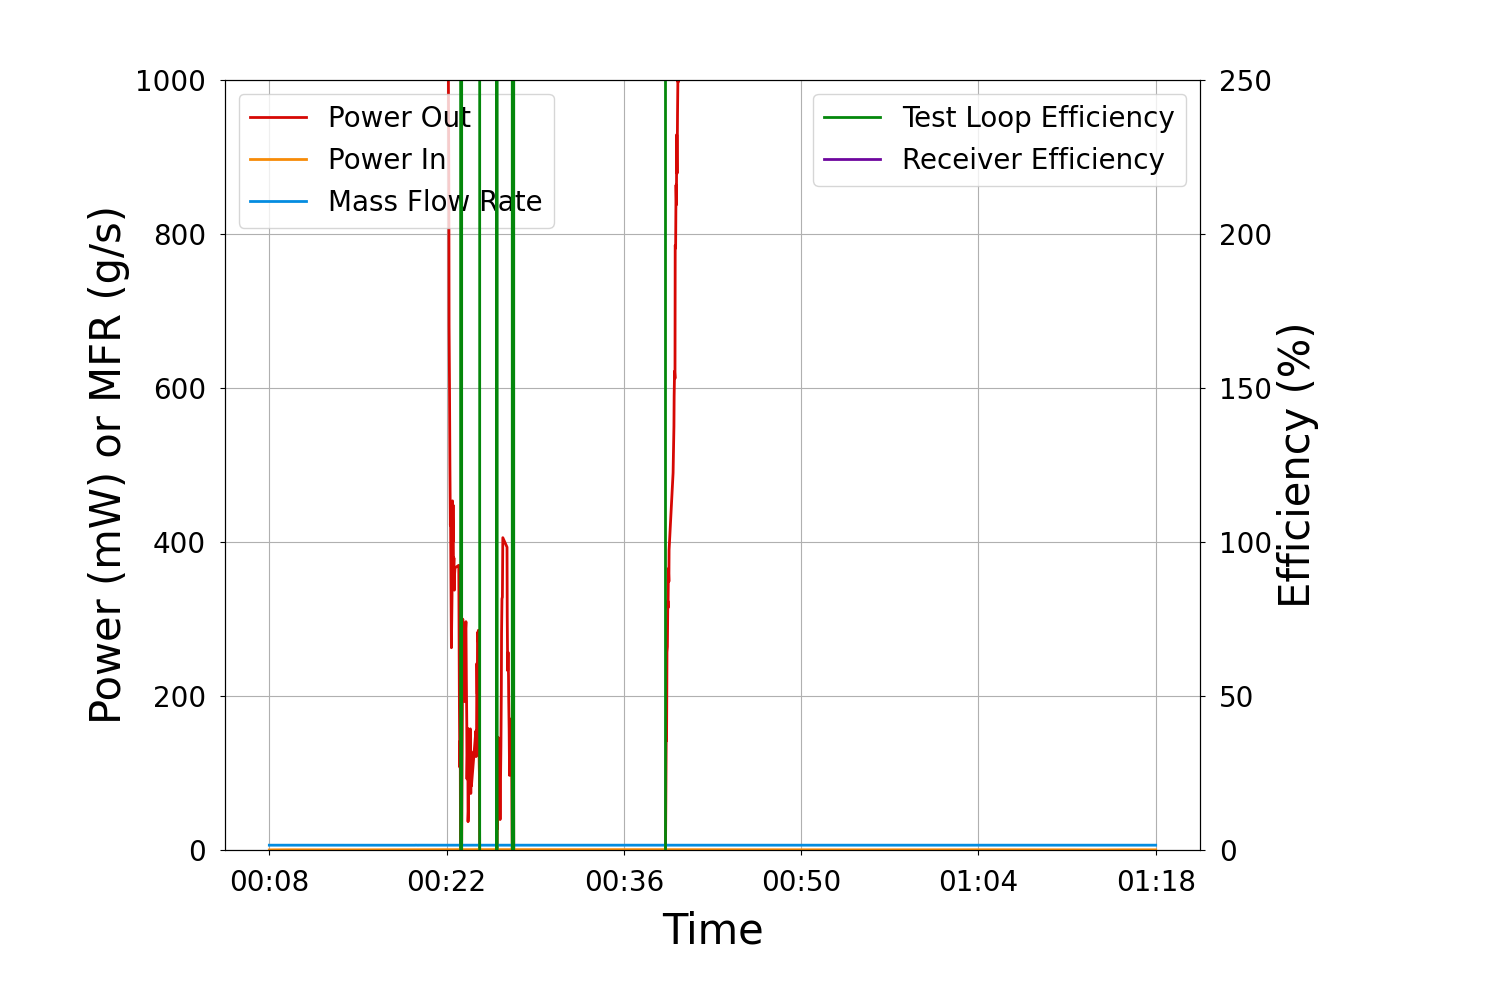 1000
800
600
400
200
0
Power (mW) or MFR (g/s)
Power Out
Power In
Mass Flow Rate
Test Loop Efficiency
Receiver Efficiency
250
200
150
100
50
0
Efficiency (%)
00:08 00:22 00:36 00:50 01:04 01:18
Time